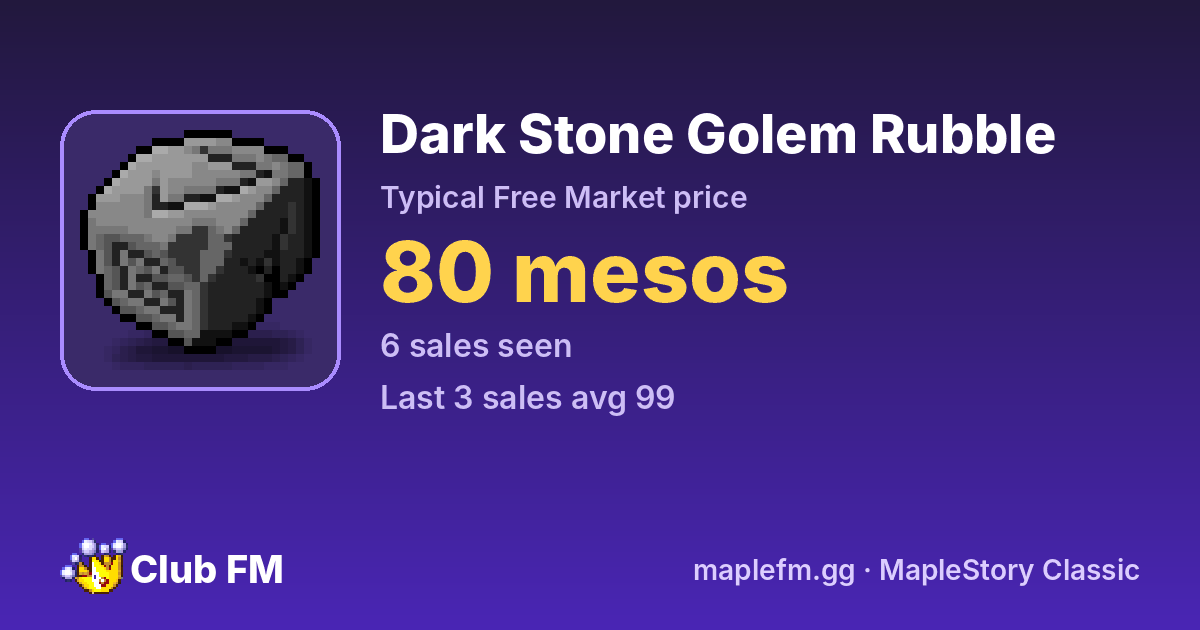 Dark Stone Golem Rubble
Typical Free Market price
80 mesos
6 sales seen
Last 3 sales avg 99
Club FM
maplefm.gg · MapleStory Classic